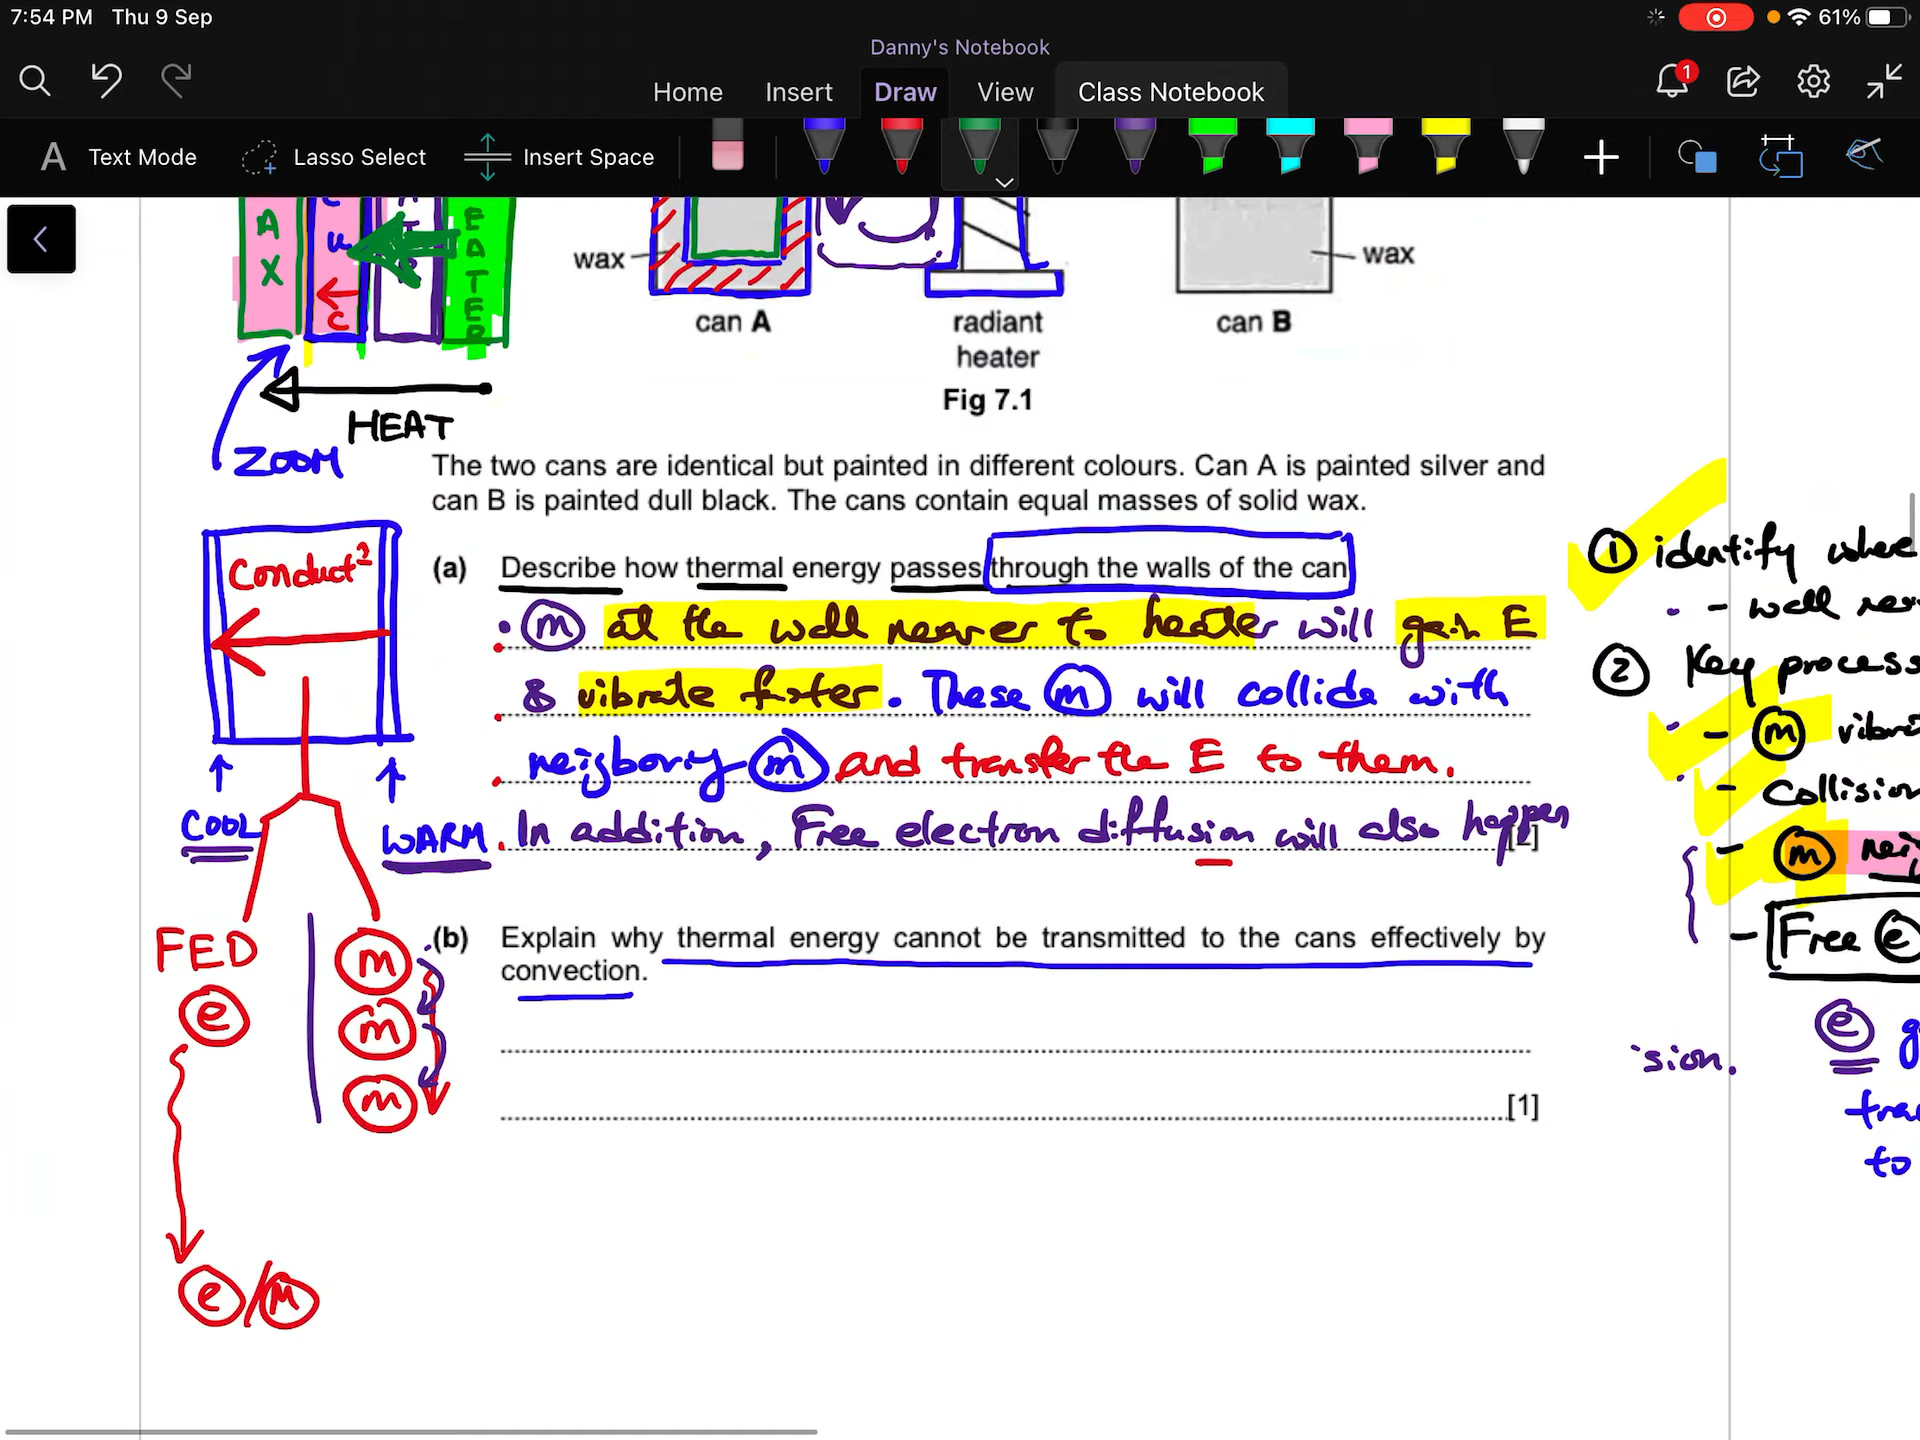 7:54 PM Thu 9 Sep
61%
Danny's Notebook
1
Home Insert Draw View Class Notebook
A Text Mode Lasso Select Insert Space
A
X
u
C
E
A
T
E
R
wax
wax
can A
radiant
heater
can B
Fig 7.1
HEAT
ZOOM
The two cans are identical but painted in different colours. Can A is painted silver and
can B is painted dull black. The cans contain equal masses of solid wax.
Conduct²
(a) Describe how thermal energy passes through the walls of the can
• m at the wall nearer to heater will gain E
& vibrate faster. These m will collide with
neigbory m and transfer the E to them.
In addition, Free electron diffusion will also happen
[2]
COOL
WARM
FED
e
m
m
m
e/M
(b) Explain why thermal energy cannot be transmitted to the cans effectively by
convection.
[1]
① identify where
- wall
② Key process
- m
- Collision
- m
- Free e
sion.
e g
to